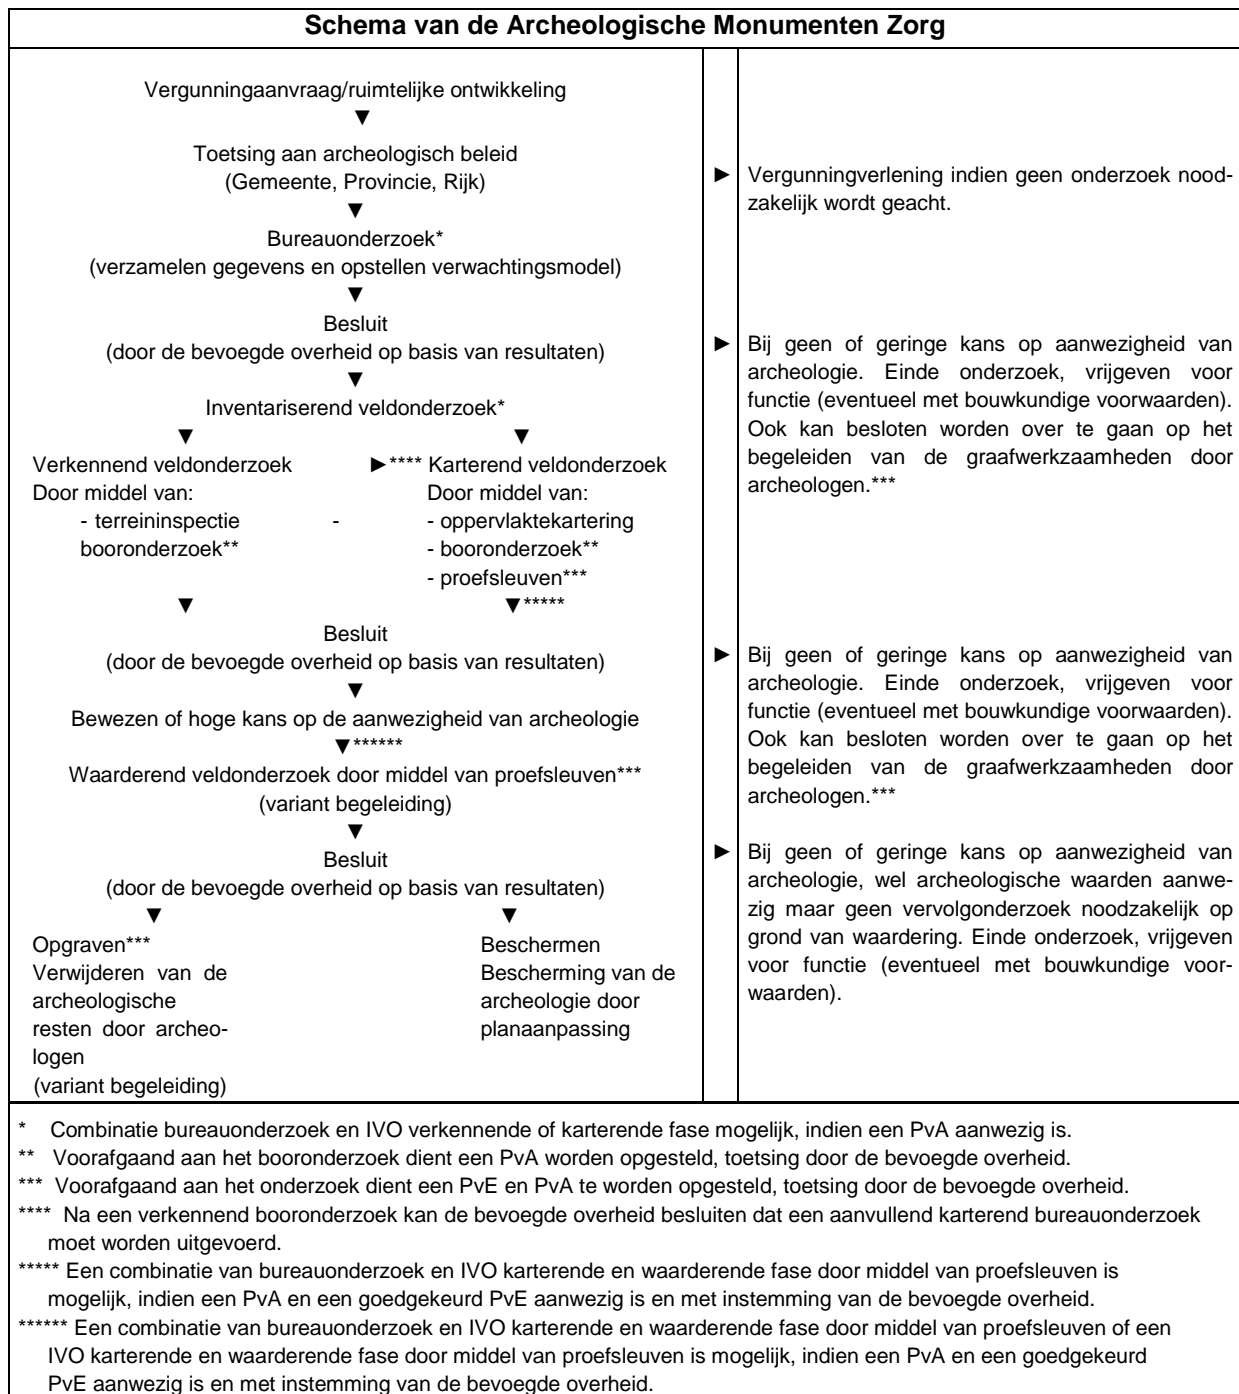 Schema van de Archeologische Monumenten Zorg
Vergunningaanvraag/ruimtelijke ontwikkeling
▼
Toetsing aan archeologisch beleid
(Gemeente, Provincie, Rijk)
▼
Bureauonderzoek*
(verzamelen gegevens en opstellen verwachtingsmodel)
▼
Besluit
(door de bevoegde overheid op basis van resultaten)
▼
Inventariserend veldonderzoek*
▼ ▼
Verkennend veldonderzoek ►**** Karterend veldonderzoek
Door middel van: Door middel van:
- terreininspectie - - oppervlaktekartering
booronderzoek** - booronderzoek**
- proefsleuven***
▼ ▼*****
Besluit
(door de bevoegde overheid op basis van resultaten)
▼
Bewezen of hoge kans op de aanwezigheid van archeologie
▼******
Waarderend veldonderzoek door middel van proefsleuven***
(variant begeleiding)
▼
Besluit
(door de bevoegde overheid op basis van resultaten)
▼ ▼
Opgraven*** Beschermen
Verwijderen van de Bescherming van de
archeologische archeologie door
resten door archeo- planaanpassing
logen
(variant begeleiding)
► Vergunningverlening indien geen onderzoek nood-
zakelijk wordt geacht.
► Bij geen of geringe kans op aanwezigheid van
archeologie. Einde onderzoek, vrijgeven voor
functie (eventueel met bouwkundige voorwaarden).
Ook kan besloten worden over te gaan op het
begeleiden van de graafwerkzaamheden door
archeologen.***
► Bij geen of geringe kans op aanwezigheid van
archeologie. Einde onderzoek, vrijgeven voor
functie (eventueel met bouwkundige voorwaarden).
Ook kan besloten worden over te gaan op het
begeleiden van de graafwerkzaamheden door
archeologen.***
► Bij geen of geringe kans op aanwezigheid van
archeologie, wel archeologische waarden aanwe-
zig maar geen vervolgonderzoek noodzakelijk op
grond van waardering. Einde onderzoek, vrijgeven
voor functie (eventueel met bouwkundige voor-
waarden).
* Combinatie bureauonderzoek en IVO verkennende of karterende fase mogelijk, indien een PvA aanwezig is.
** Voorafgaand aan het booronderzoek dient een PvA worden opgesteld, toetsing door de bevoegde overheid.
*** Voorafgaand aan het onderzoek dient een PvE en PvA te worden opgesteld, toetsing door de bevoegde overheid.
**** Na een verkennend booronderzoek kan de bevoegde overheid besluiten dat een aanvullend karterend bureauonderzoek
moet worden uitgevoerd.
***** Een combinatie van bureauonderzoek en IVO karterende en waarderende fase door middel van proefsleuven is
mogelijk, indien een PvA en een goedgekeurd PvE aanwezig is en met instemming van de bevoegde overheid.
****** Een combinatie van bureauonderzoek en IVO karterende en waarderende fase door middel van proefsleuven of een
IVO karterende en waarderende fase door middel van proefsleuven is mogelijk, indien een PvA en een goedgekeurd
PvE aanwezig is en met instemming van de bevoegde overheid.